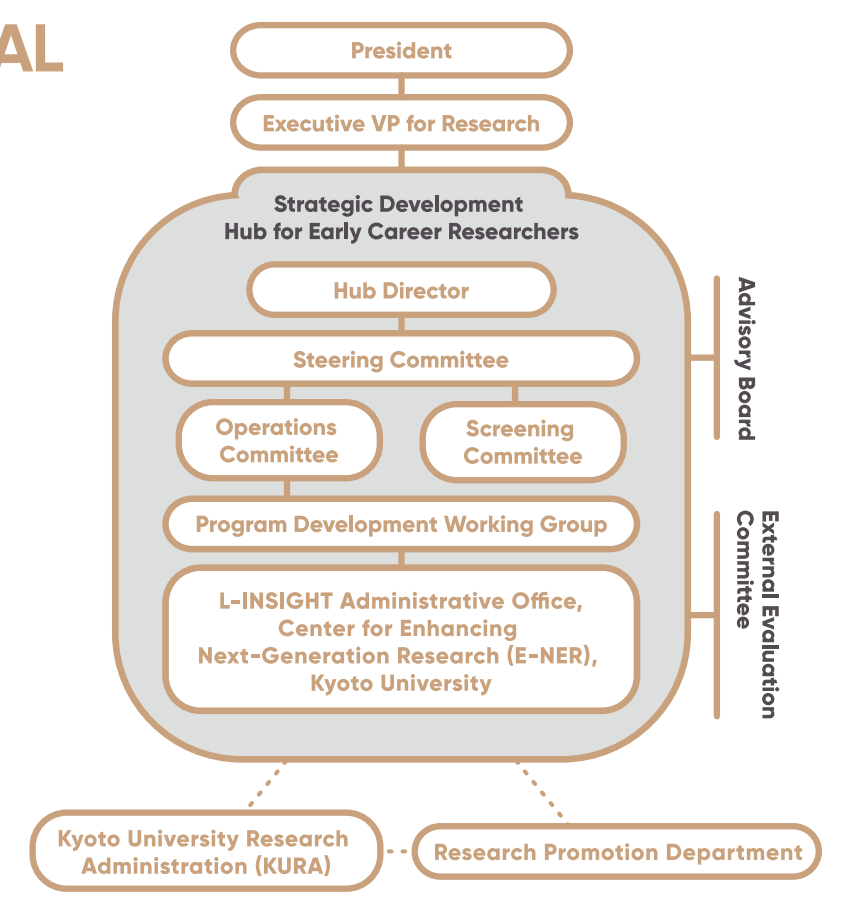 AL
President
Executive VP for Research
Strategic Development
Hub for Early Career Researchers
Hub Director
Steering Committee
Operations
Committee
Screening
Committee
Program Development Working Group
L-INSIGHT Administrative Office,
Center for Enhancing
Next-Generation Research (E-NER),
Kyoto University
Advisory Board
External Evaluation
Committee
Kyoto University Research
Administration (KURA)
Research Promotion Department